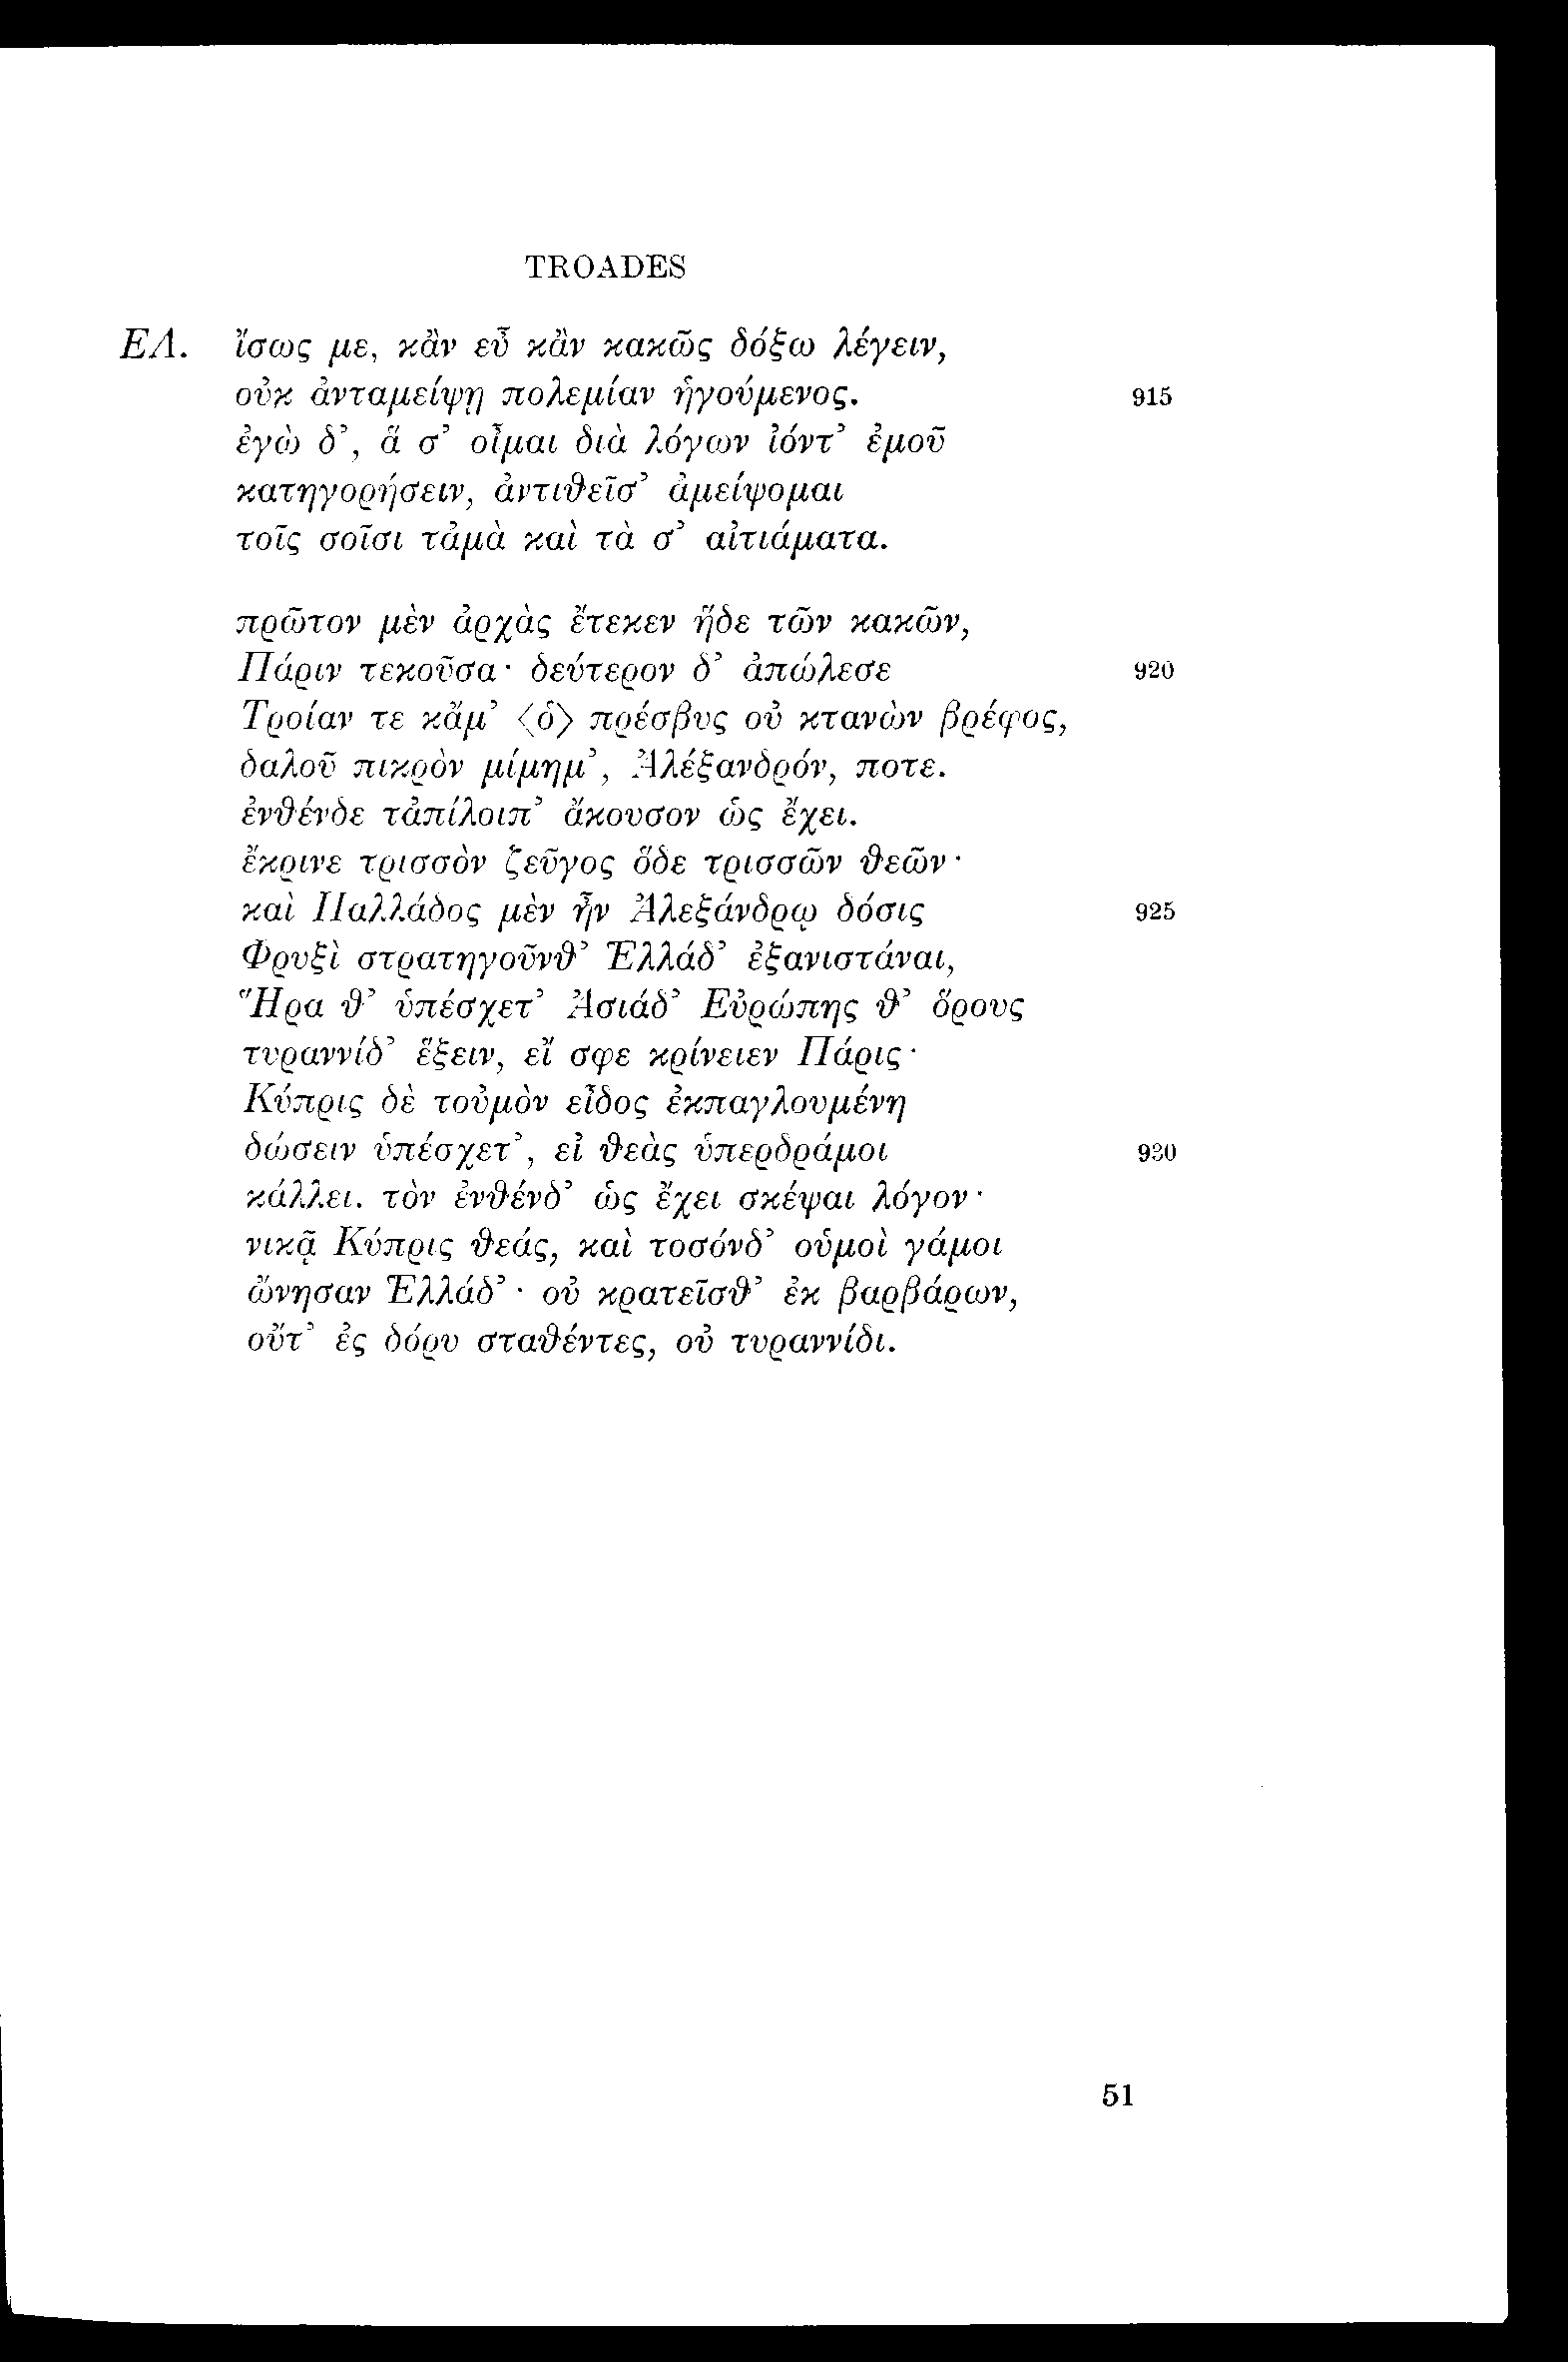 TROADES
ΕΛ. ἴσως με, κἂν εὖ κἂν κακῶς δόξω λέγειν,
οὐκ ἀνταμείψῃ πολεμίαν ἡγούμενος. 915
ἐγὼ δ’, ἅ σ’ οἶμαι διὰ λόγων ἰόντ’ ἐμοῦ
κατηγορήσειν, ἀντιθεῖσ’ ἀμείψομαι
τοῖς σοῖσι τἀμὰ καὶ τὰ σ’ αἰτιάματα.
πρῶτον μὲν ἀρχὰς ἔτεκεν ἥδε τῶν κακῶν,
Πάριν τεκοῦσα· δεύτερον δ’ ἀπώλεσε 920
Τροίαν τε κἄμ’ ⟨ὁ⟩ πρέσβυς οὐ κτανὼν βρέφος,
δαλοῦ πικρὸν μίμημ’, Ἀλέξανδρόν, ποτε.
ἐνθένδε τἀπίλοιπ’ ἄκουσον ὡς ἔχει.
ἔκρινε τρισσὸν ζεῦγος ὅδε τρισσῶν θεῶν·
καὶ Παλλάδος μὲν ἦν Ἀλεξάνδρῳ δόσις 925
Φρυξὶ στρατηγοῦνθ’ Ἑλλάδ’ ἐξανιστάναι,
Ἥρα θ’ ὑπέσχετ’ Ἀσιάδ’ Εὐρώπης θ’ ὅρους
τυραννίδ’ ἕξειν, εἴ σφε κρίνειεν Πάρις·
Κύπρις δὲ τοὐμὸν εἶδος ἐκπαγλουμένη
δώσειν ὑπέσχετ’, εἰ θεὰς ὑπερδράμοι 930
κάλλει. τὸν ἐνθένδ’ ὡς ἔχει σκέψαι λόγον·
νικᾷ Κύπρις θεάς, καὶ τοσόνδ’ οὑμοὶ γάμοι
ὤνησαν Ἑλλάδ’· οὐ κρατεῖσθ’ ἐκ βαρβάρων,
οὔτ’ ἐς δόρυ σταθέντες, οὐ τυραννίδι.
51